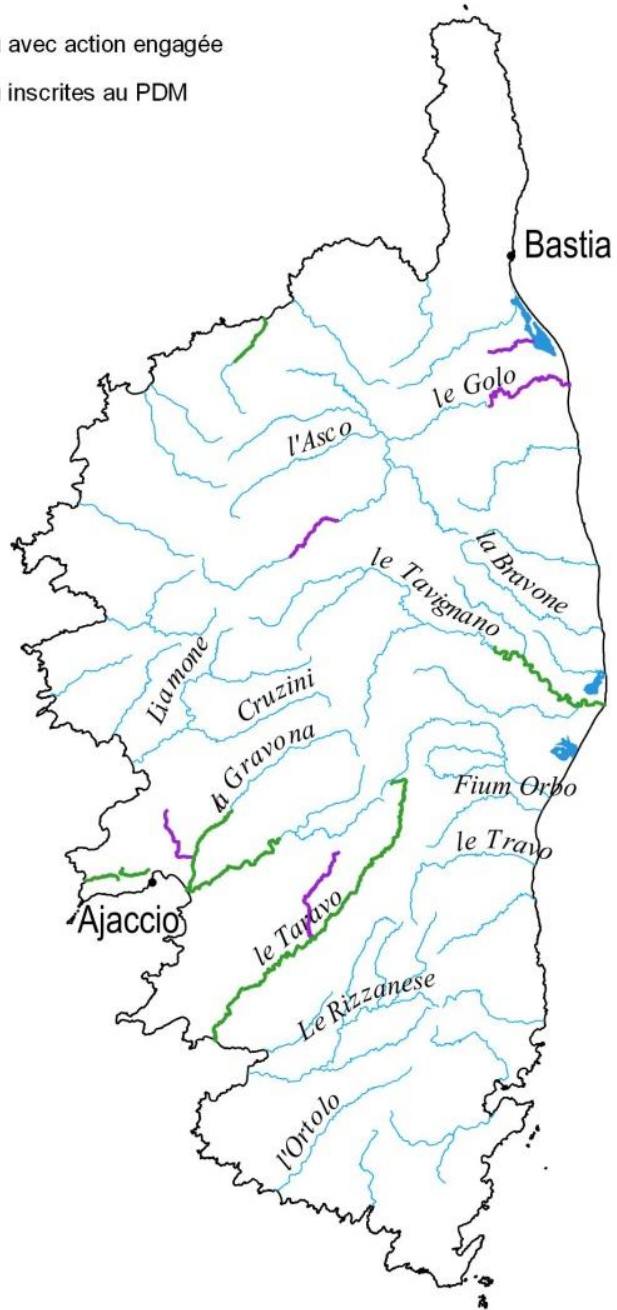 avec action engagée
inscrites au PDM
Bastia
le Golo
l'Asco
la Bravone
le Tavignano
Liamone
Cruzini
la Gravona
Fium Orbo
le Travo
Ajaccio
le Taravo
Le Rizzanese
l'Ortolo